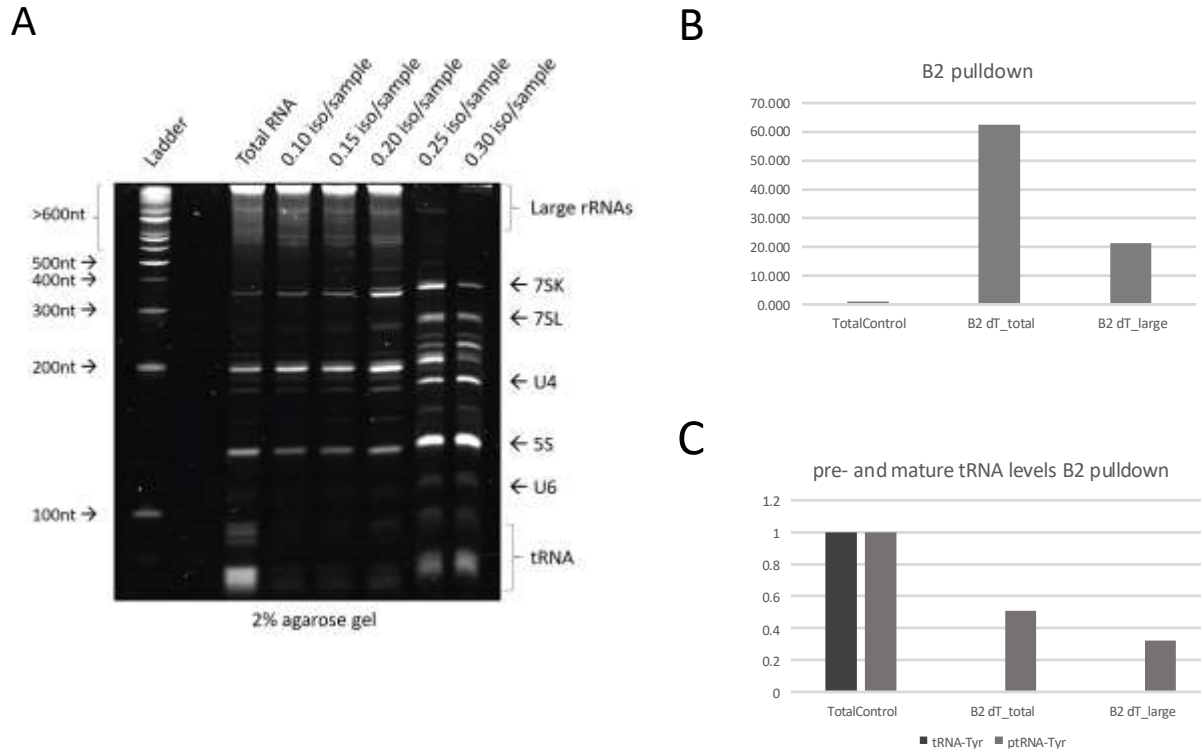 A
Ladder
Total RNA
0.10 iso/sample
0.15 iso/sample
0.20 iso/sample
0.25 iso/sample
0.30 iso/sample
>600nt
500nt →
400nt →
300nt →
200nt →
100nt →
Large rRNAs
← 7SK
← 7SL
← U4
← 5S
← U6
tRNA
2% agarose gel
B
B2 pulldown
70.000
60.000
50.000
40.000
30.000
20.000
10.000
0.000
TotalControl
B2 dT_total
B2 dT_large
C
pre- and mature tRNA levels B2 pulldown
1.2
1
0.8
0.6
0.4
0.2
0
TotalControl
B2 dT_total
B2 dT_large
■ tRNA-Tyr ■ ptRNA-Tyr